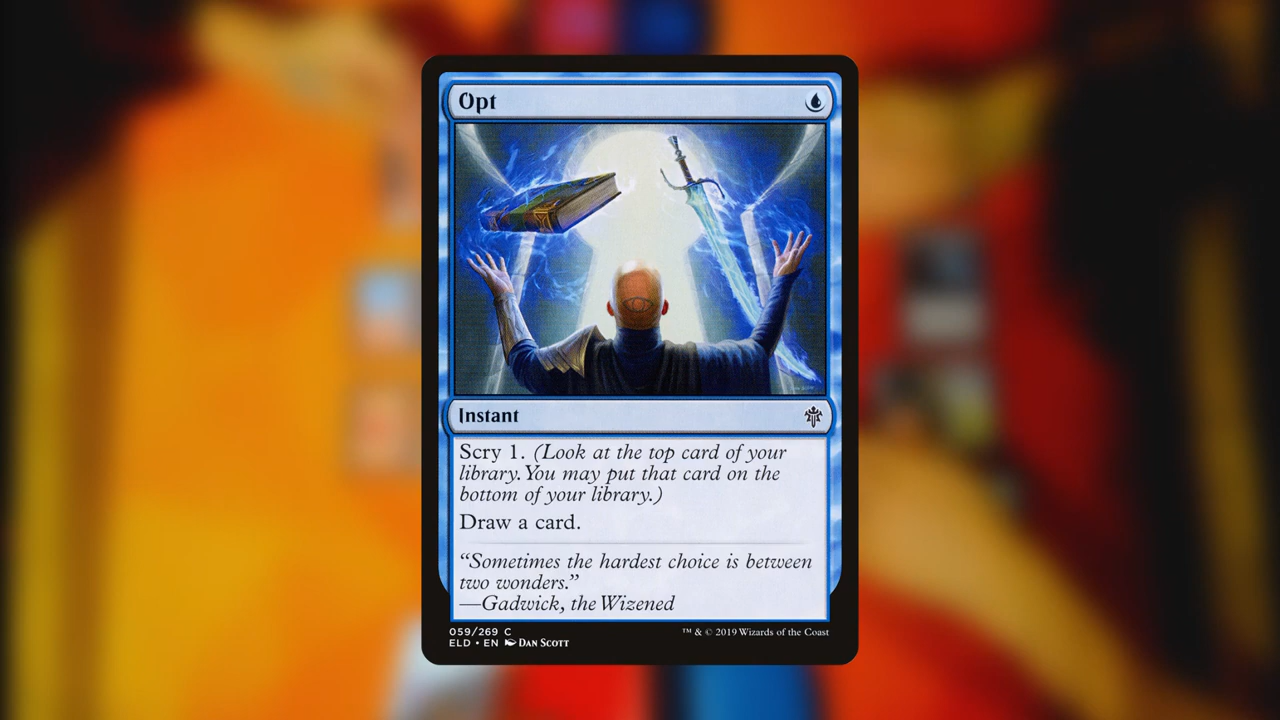 Opt
Instant
Scry 1. (Look at the top card of your
library. You may put that card on the
bottom of your library.)
Draw a card.
“Sometimes the hardest choice is between
two wonders.”
—Gadwick, the Wizened
059/269 C
ELD • EN DAN SCOTT
™ & © 2019 Wizards of the Coast